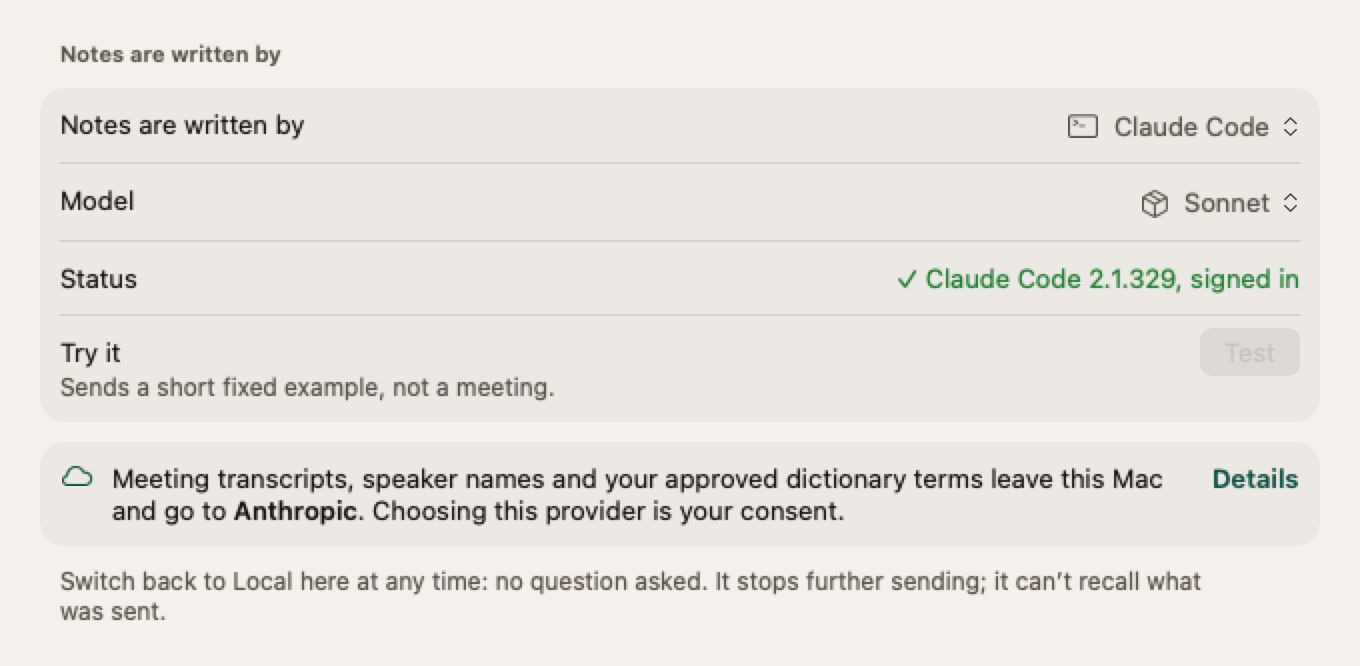 Notes are written by
Notes are written by
Claude Code
Model
Sonnet
Status
✓ Claude Code 2.1.329, signed in
Try it
Test
Sends a short fixed example, not a meeting.
Meeting transcripts, speaker names and your approved dictionary terms leave this Mac
Details
and go to Anthropic. Choosing this provider is your consent.
Switch back to Local here at any time: no question asked. It stops further sending; it can’t recall what
was sent.